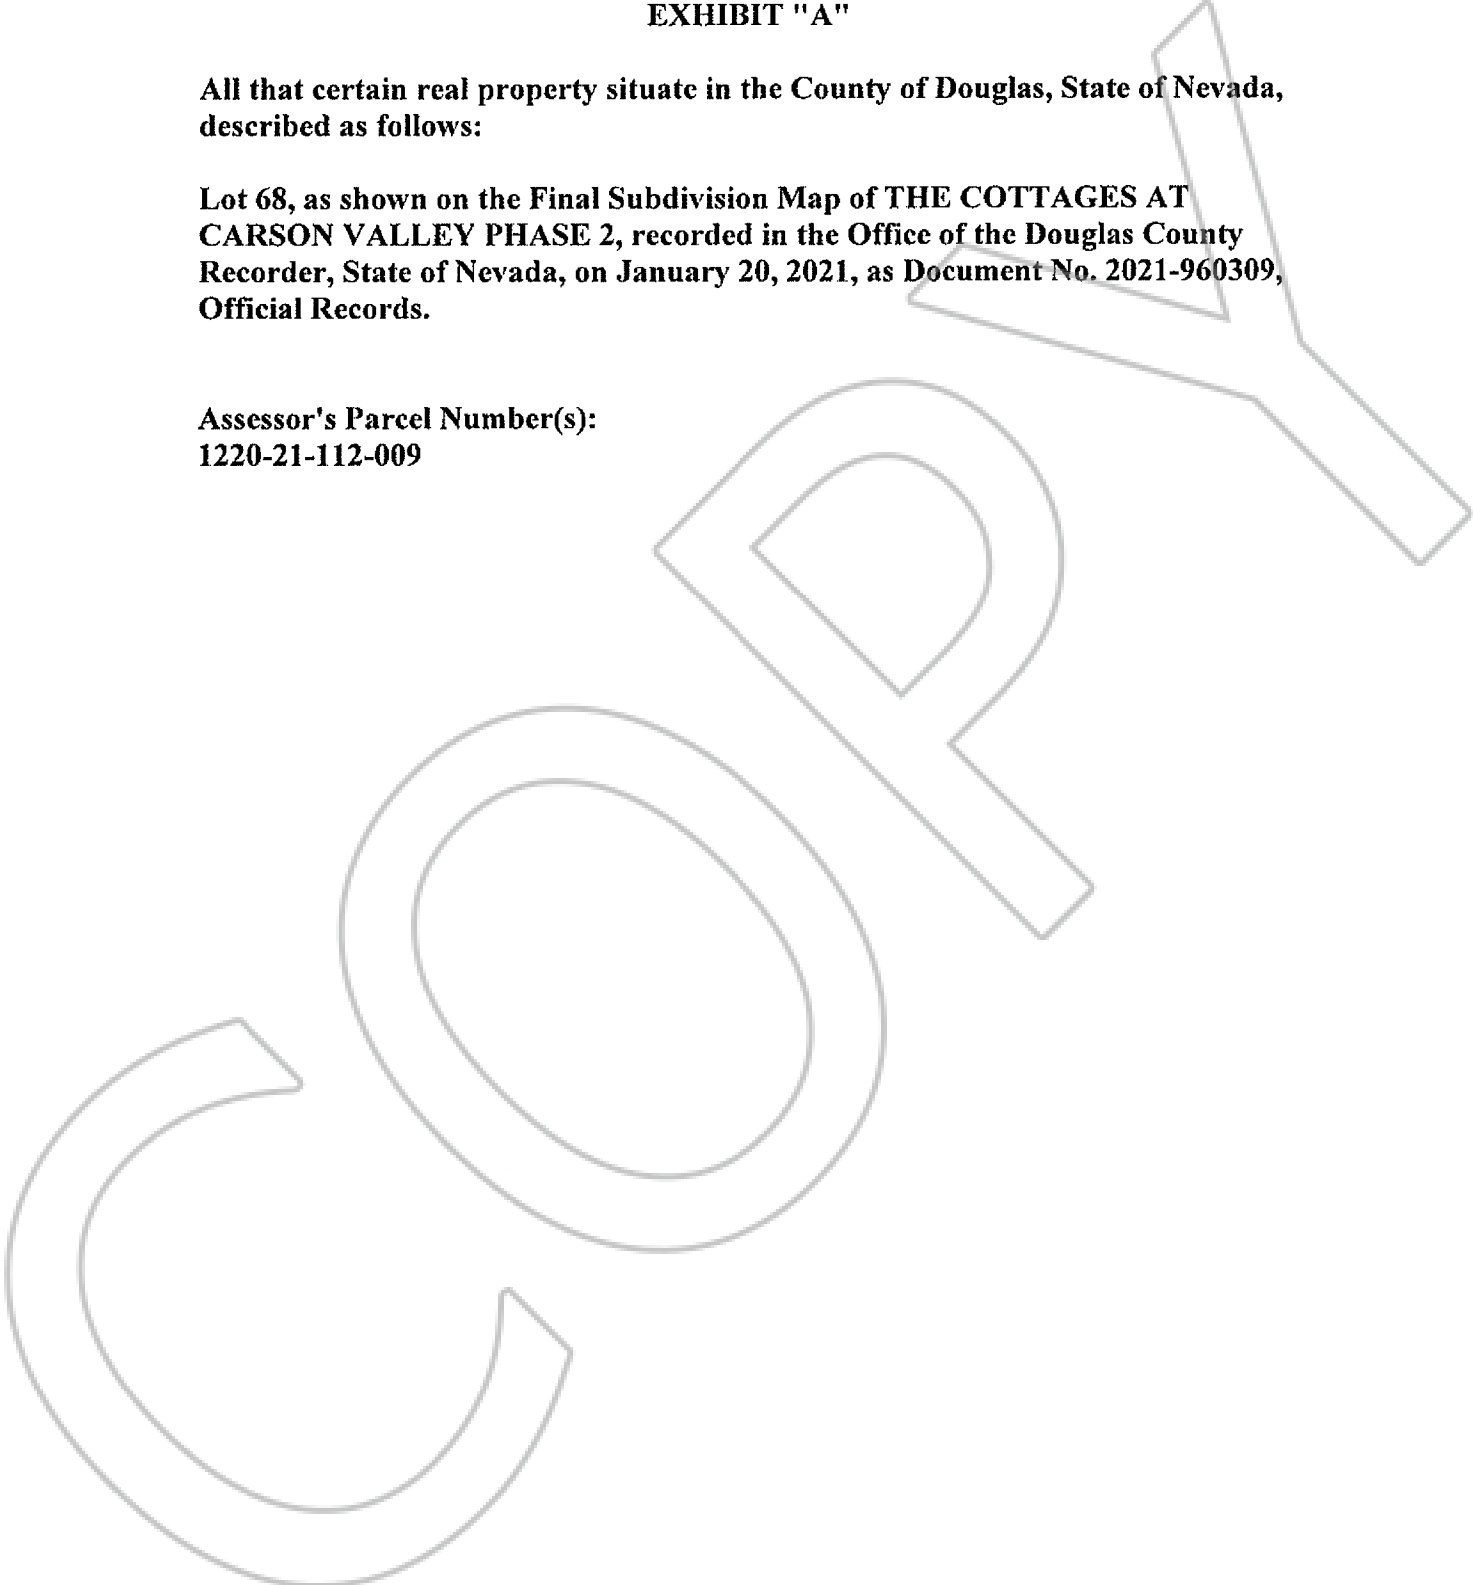 EXHIBIT "A"
All that certain real property situate in the County of Douglas, State of Nevada,
described as follows:
Lot 68, as shown on the Final Subdivision Map of THE COTTAGES AT
CARSON VALLEY PHASE 2, recorded in the Office of the Douglas County
Recorder, State of Nevada, on January 20, 2021, as Document No. 2021-960309,
Official Records.
Assessor's Parcel Number(s):
1220-21-112-009
COPY